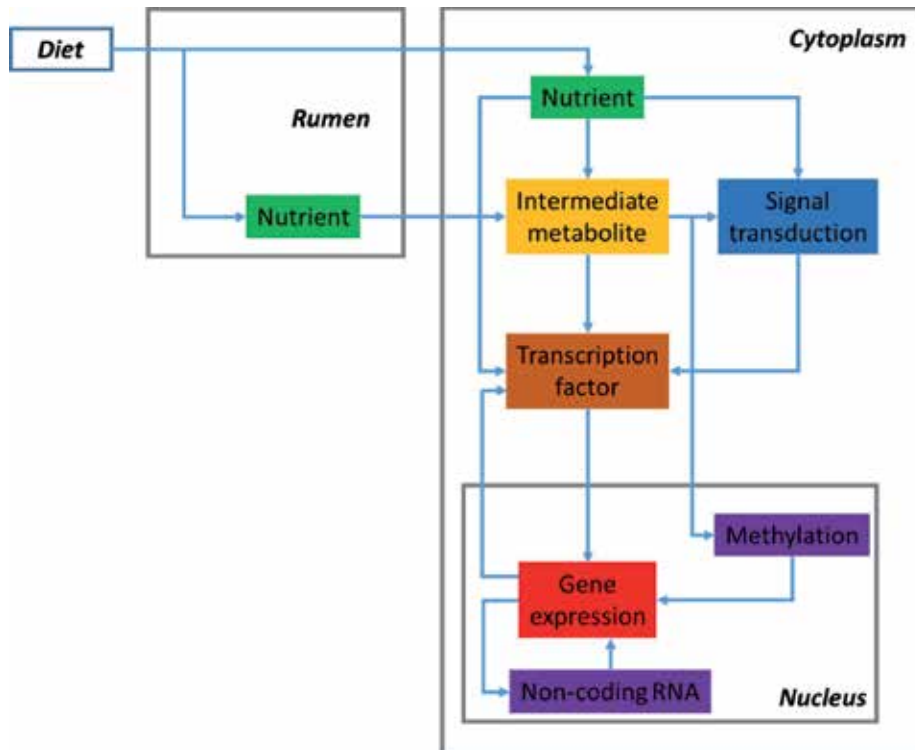 Diet
Cytoplasm
Nutrient
Rumen
Intermediate
metabolite
Signal
transduction
Nutrient
Transcription
factor
Methylation
Gene
expression
Non-coding RNA
Nucleus